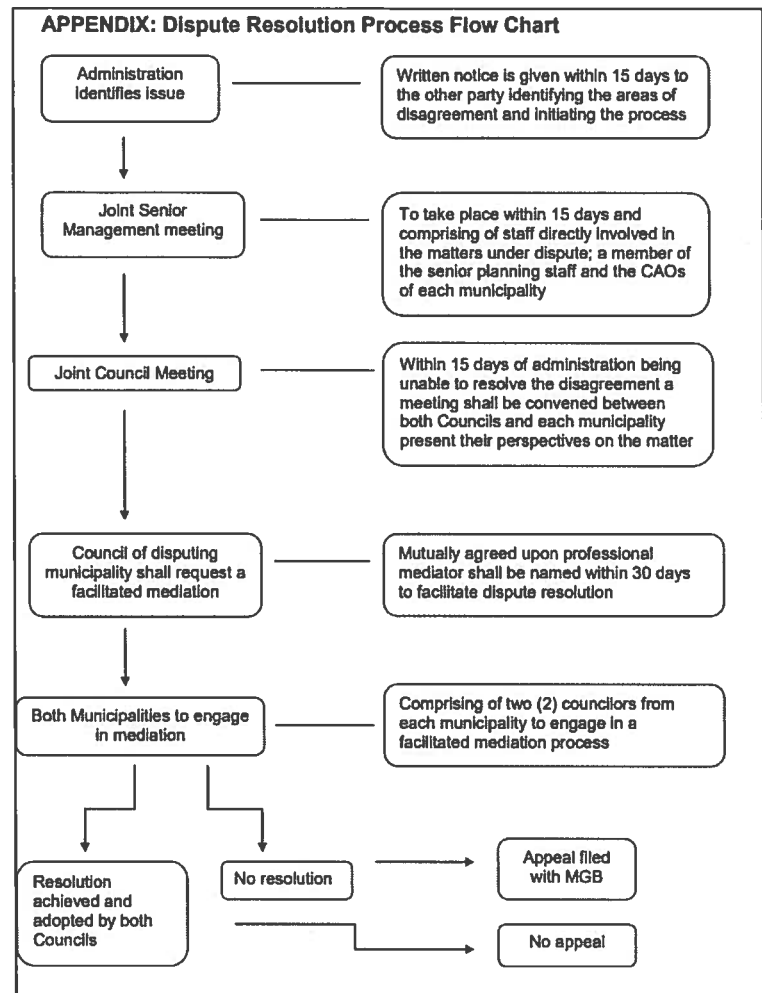 APPENDIX: Dispute Resolution Process Flow Chart
Administration
identifies issue
Written notice is given within 15 days to
the other party identifying the areas of
disagreement and initiating the process
Joint Senior
Management meeting
To take place within 15 days and
comprising of staff directly involved in
the matters under dispute; a member of
the senior planning staff and the CAOs
of each municipality
Joint Council Meeting
Within 15 days of administration being
unable to resolve the disagreement a
meeting shall be convened between
both Councils and each municipality
present their perspectives on the matter
Council of disputing
municipality shall request a
facilitated mediation
Mutually agreed upon professional
mediator shall be named within 30 days
to facilitate dispute resolution
Both Municipalities to engage
in mediation
Comprising of two (2) councilors from
each municipality to engage in a
facilitated mediation process
Resolution
achieved and
adopted by both
Councils
No resolution
Appeal filed
with MGB
No appeal